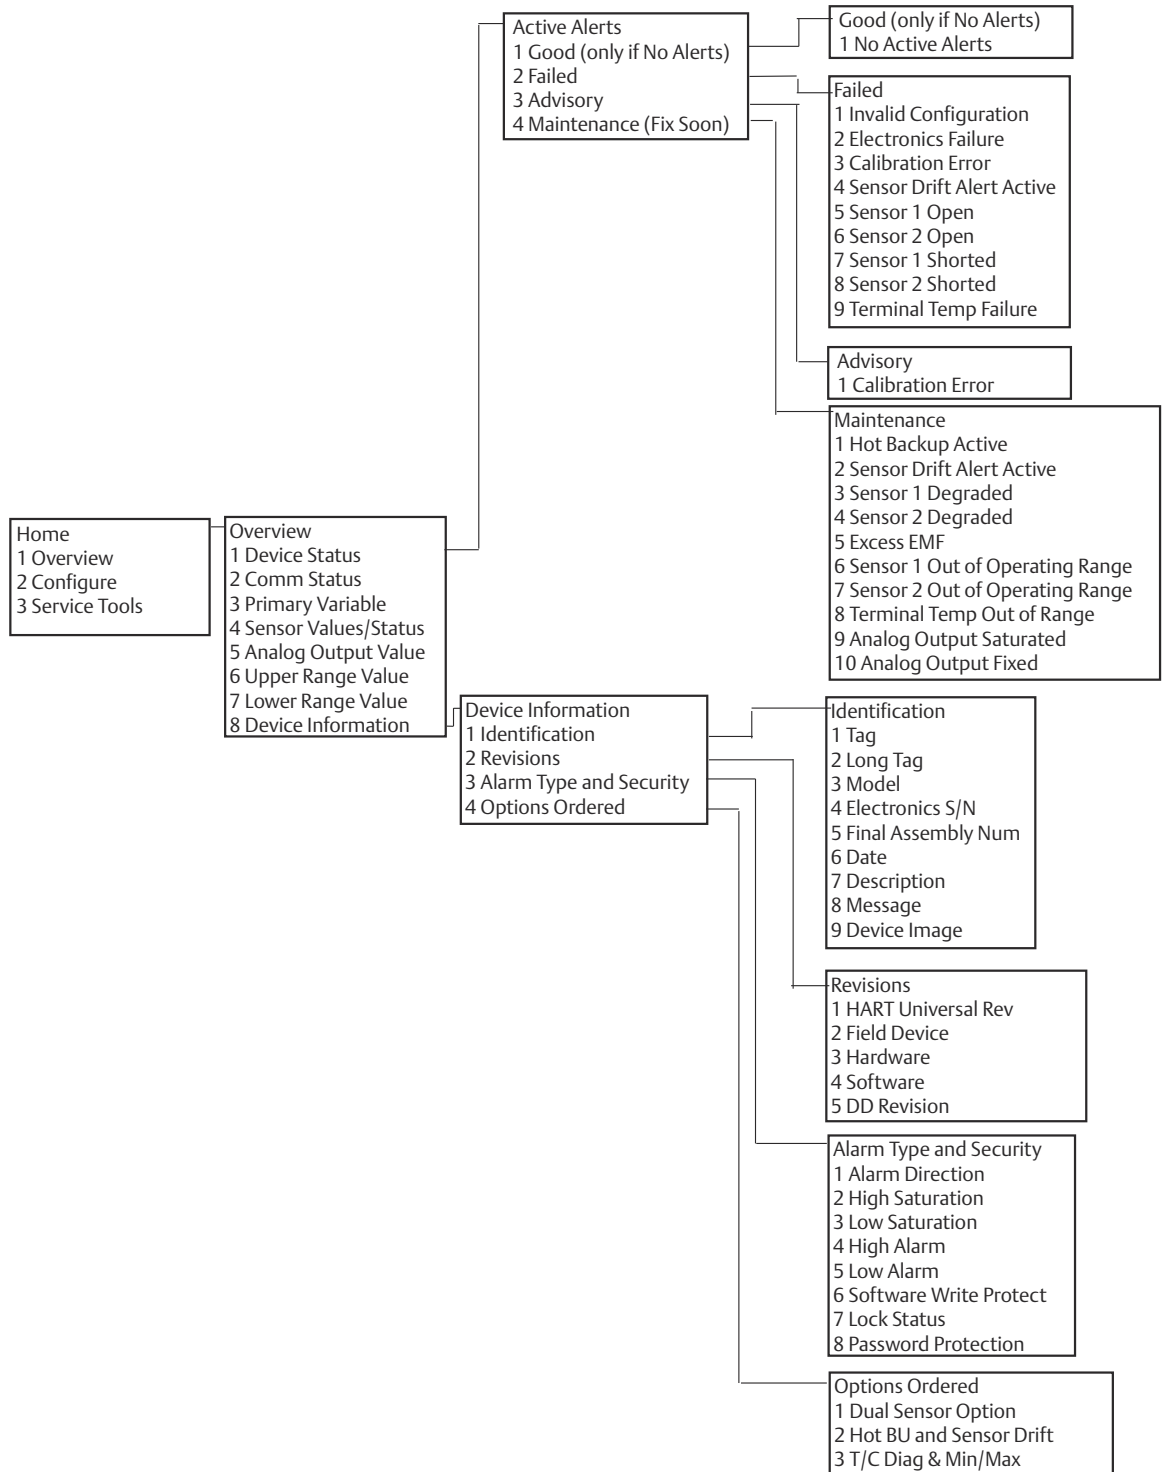 Home
1 Overview
2 Configure
3 Service Tools
Overview
1 Device Status
2 Comm Status
3 Primary Variable
4 Sensor Values/Status
5 Analog Output Value
6 Upper Range Value
7 Lower Range Value
8 Device Information
Active Alerts
1 Good (only if No Alerts)
2 Failed
3 Advisory
4 Maintenance (Fix Soon)
Good (only if No Alerts)
1 No Active Alerts
Failed
1 Invalid Configuration
2 Electronics Failure
3 Calibration Error
4 Sensor Drift Alert Active
5 Sensor 1 Open
6 Sensor 2 Open
7 Sensor 1 Shorted
8 Sensor 2 Shorted
9 Terminal Temp Failure
Advisory
1 Calibration Error
Maintenance
1 Hot Backup Active
2 Sensor Drift Alert Active
3 Sensor 1 Degraded
4 Sensor 2 Degraded
5 Excess EMF
6 Sensor 1 Out of Operating Range
7 Sensor 2 Out of Operating Range
8 Terminal Temp Out of Range
9 Analog Output Saturated
10 Analog Output Fixed
Device Information
1 Identification
2 Revisions
3 Alarm Type and Security
4 Options Ordered
Identification
1 Tag
2 Long Tag
3 Model
4 Electronics S/N
5 Final Assembly Num
6 Date
7 Description
8 Message
9 Device Image
Revisions
1 HART Universal Rev
2 Field Device
3 Hardware
4 Software
5 DD Revision
Alarm Type and Security
1 Alarm Direction
2 High Saturation
3 Low Saturation
4 High Alarm
5 Low Alarm
6 Software Write Protect
7 Lock Status
8 Password Protection
Options Ordered
1 Dual Sensor Option
2 Hot BU and Sensor Drift
3 T/C Diag & Min/Max